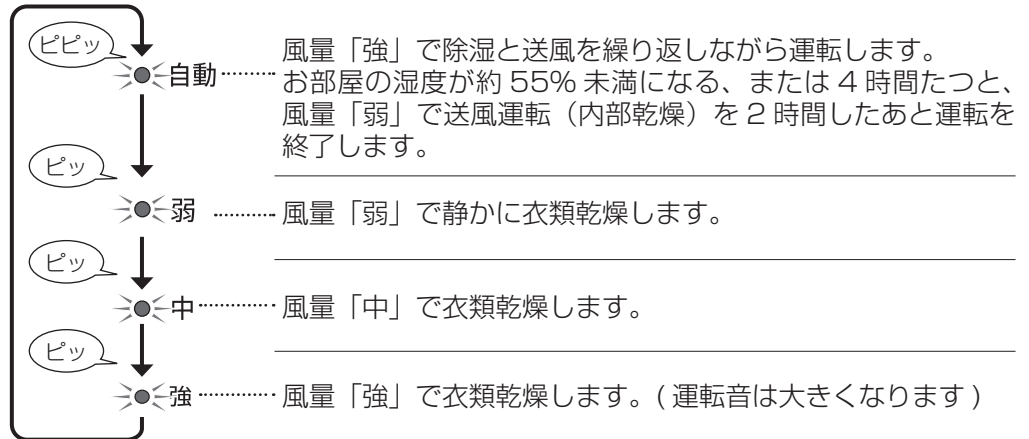 ピピッ
自動
風量「強」で除湿と送風を繰り返しながら運転します。
お部屋の湿度が約 55% 未満になる、または 4 時間たつと、
風量「弱」で送風運転（内部乾燥）を 2 時間したあと運転を
終了します。
ピッ
弱
風量「弱」で静かに衣類乾燥します。
ピッ
中
風量「中」で衣類乾燥します。
ピッ
強
風量「強」で衣類乾燥します。( 運転音は大きくなります )